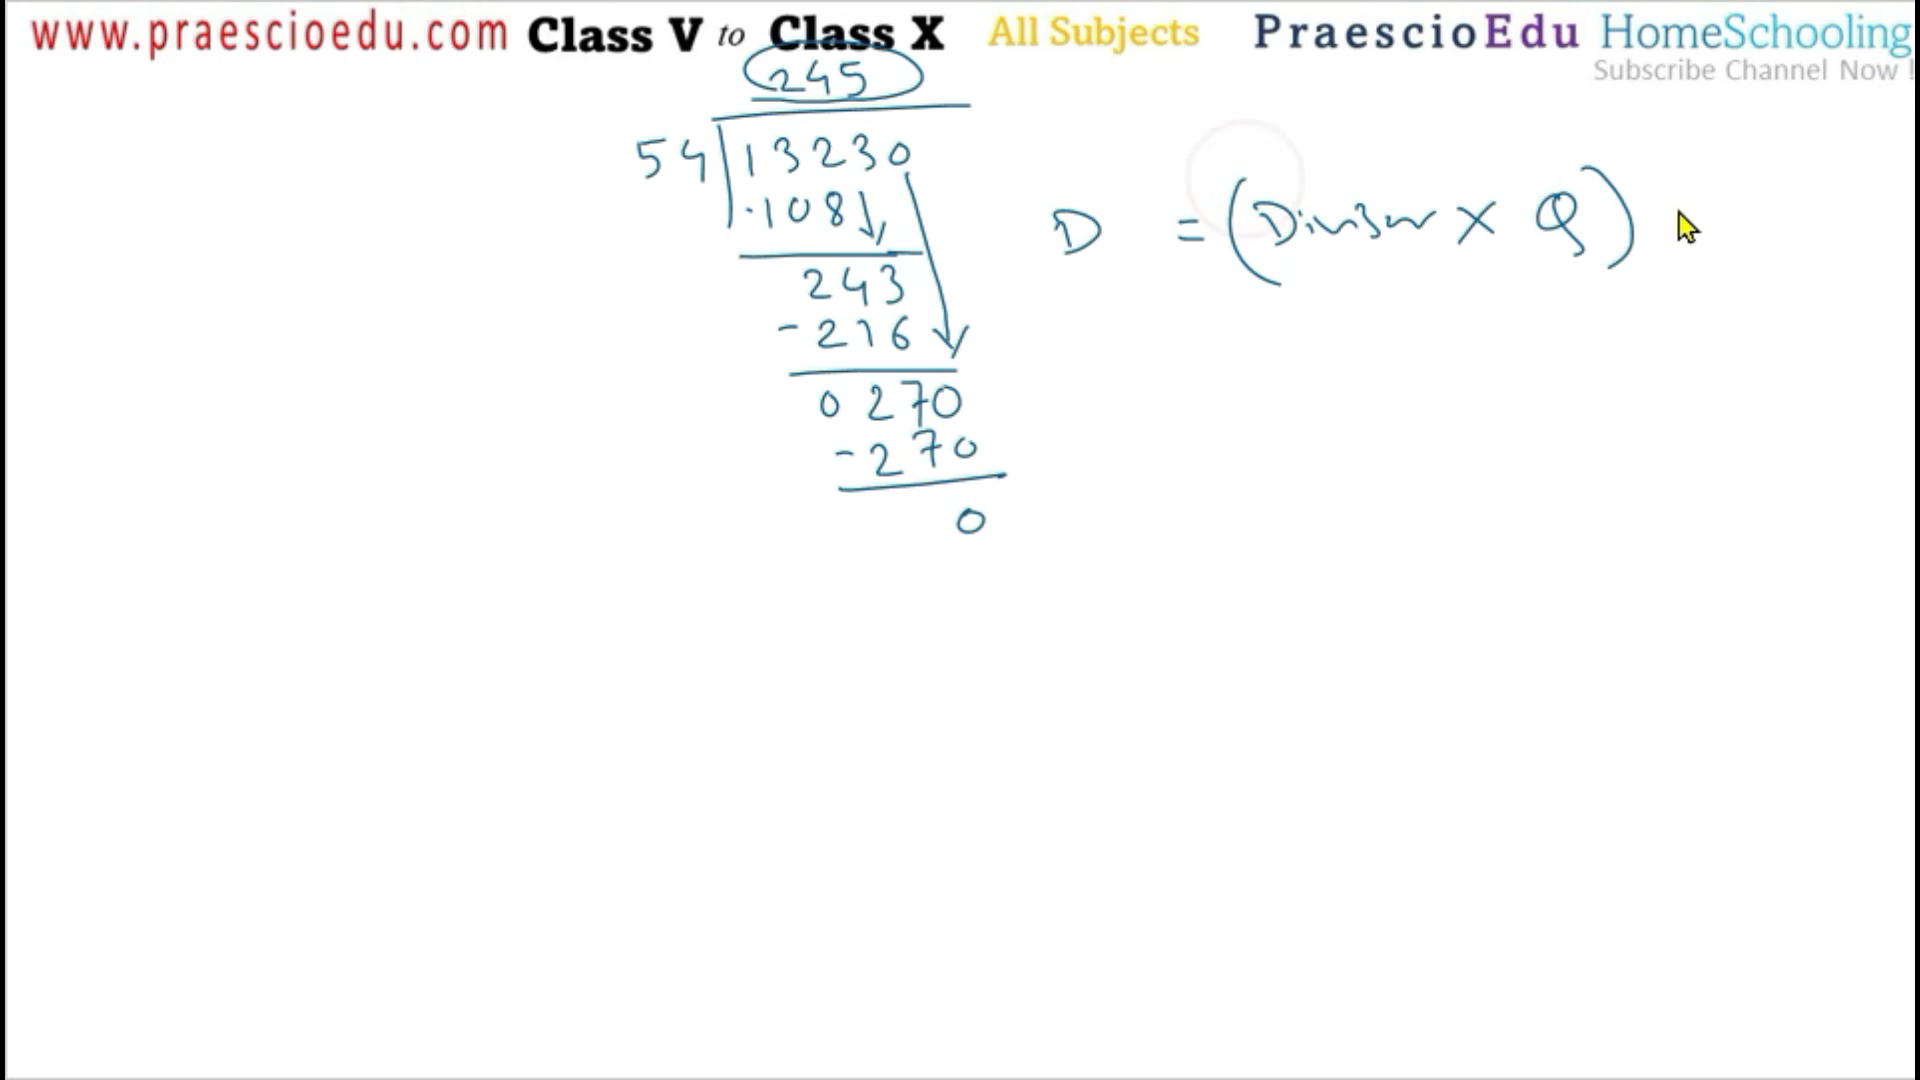 www.praescioedu.com Class V to Class X All Subjects PraescioEdu HomeSchooling
Subscribe Channel Now !
245
54 13230
108
243
- 216
0270
- 270
0
D = (Divisor X Q)